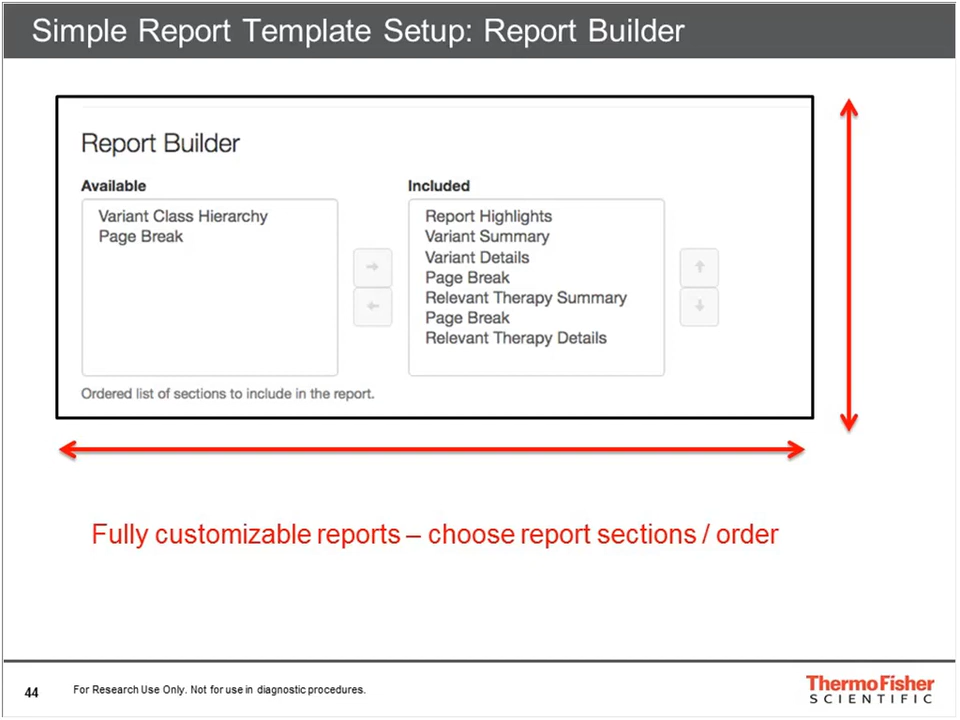 Simple Report Template Setup: Report Builder
Report Builder
Available
Variant Class Hierarchy
Page Break
Included
Report Highlights
Variant Summary
Variant Details
Page Break
Relevant Therapy Summary
Page Break
Relevant Therapy Details
Ordered list of sections to include in the report.
Fully customizable reports – choose report sections / order
44
For Research Use Only. Not for use in diagnostic procedures.
ThermoFisher
SCIENTIFIC